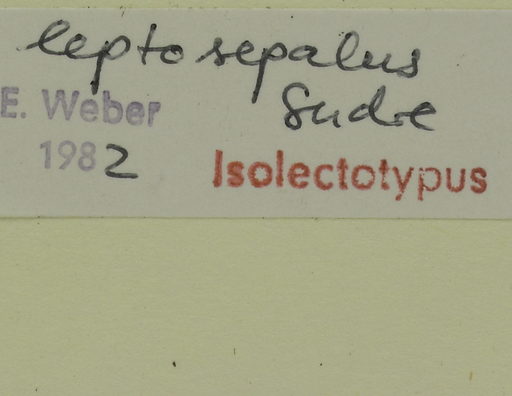 leptosepalus
Sudre
E. Weber
1982
Isolectotypus